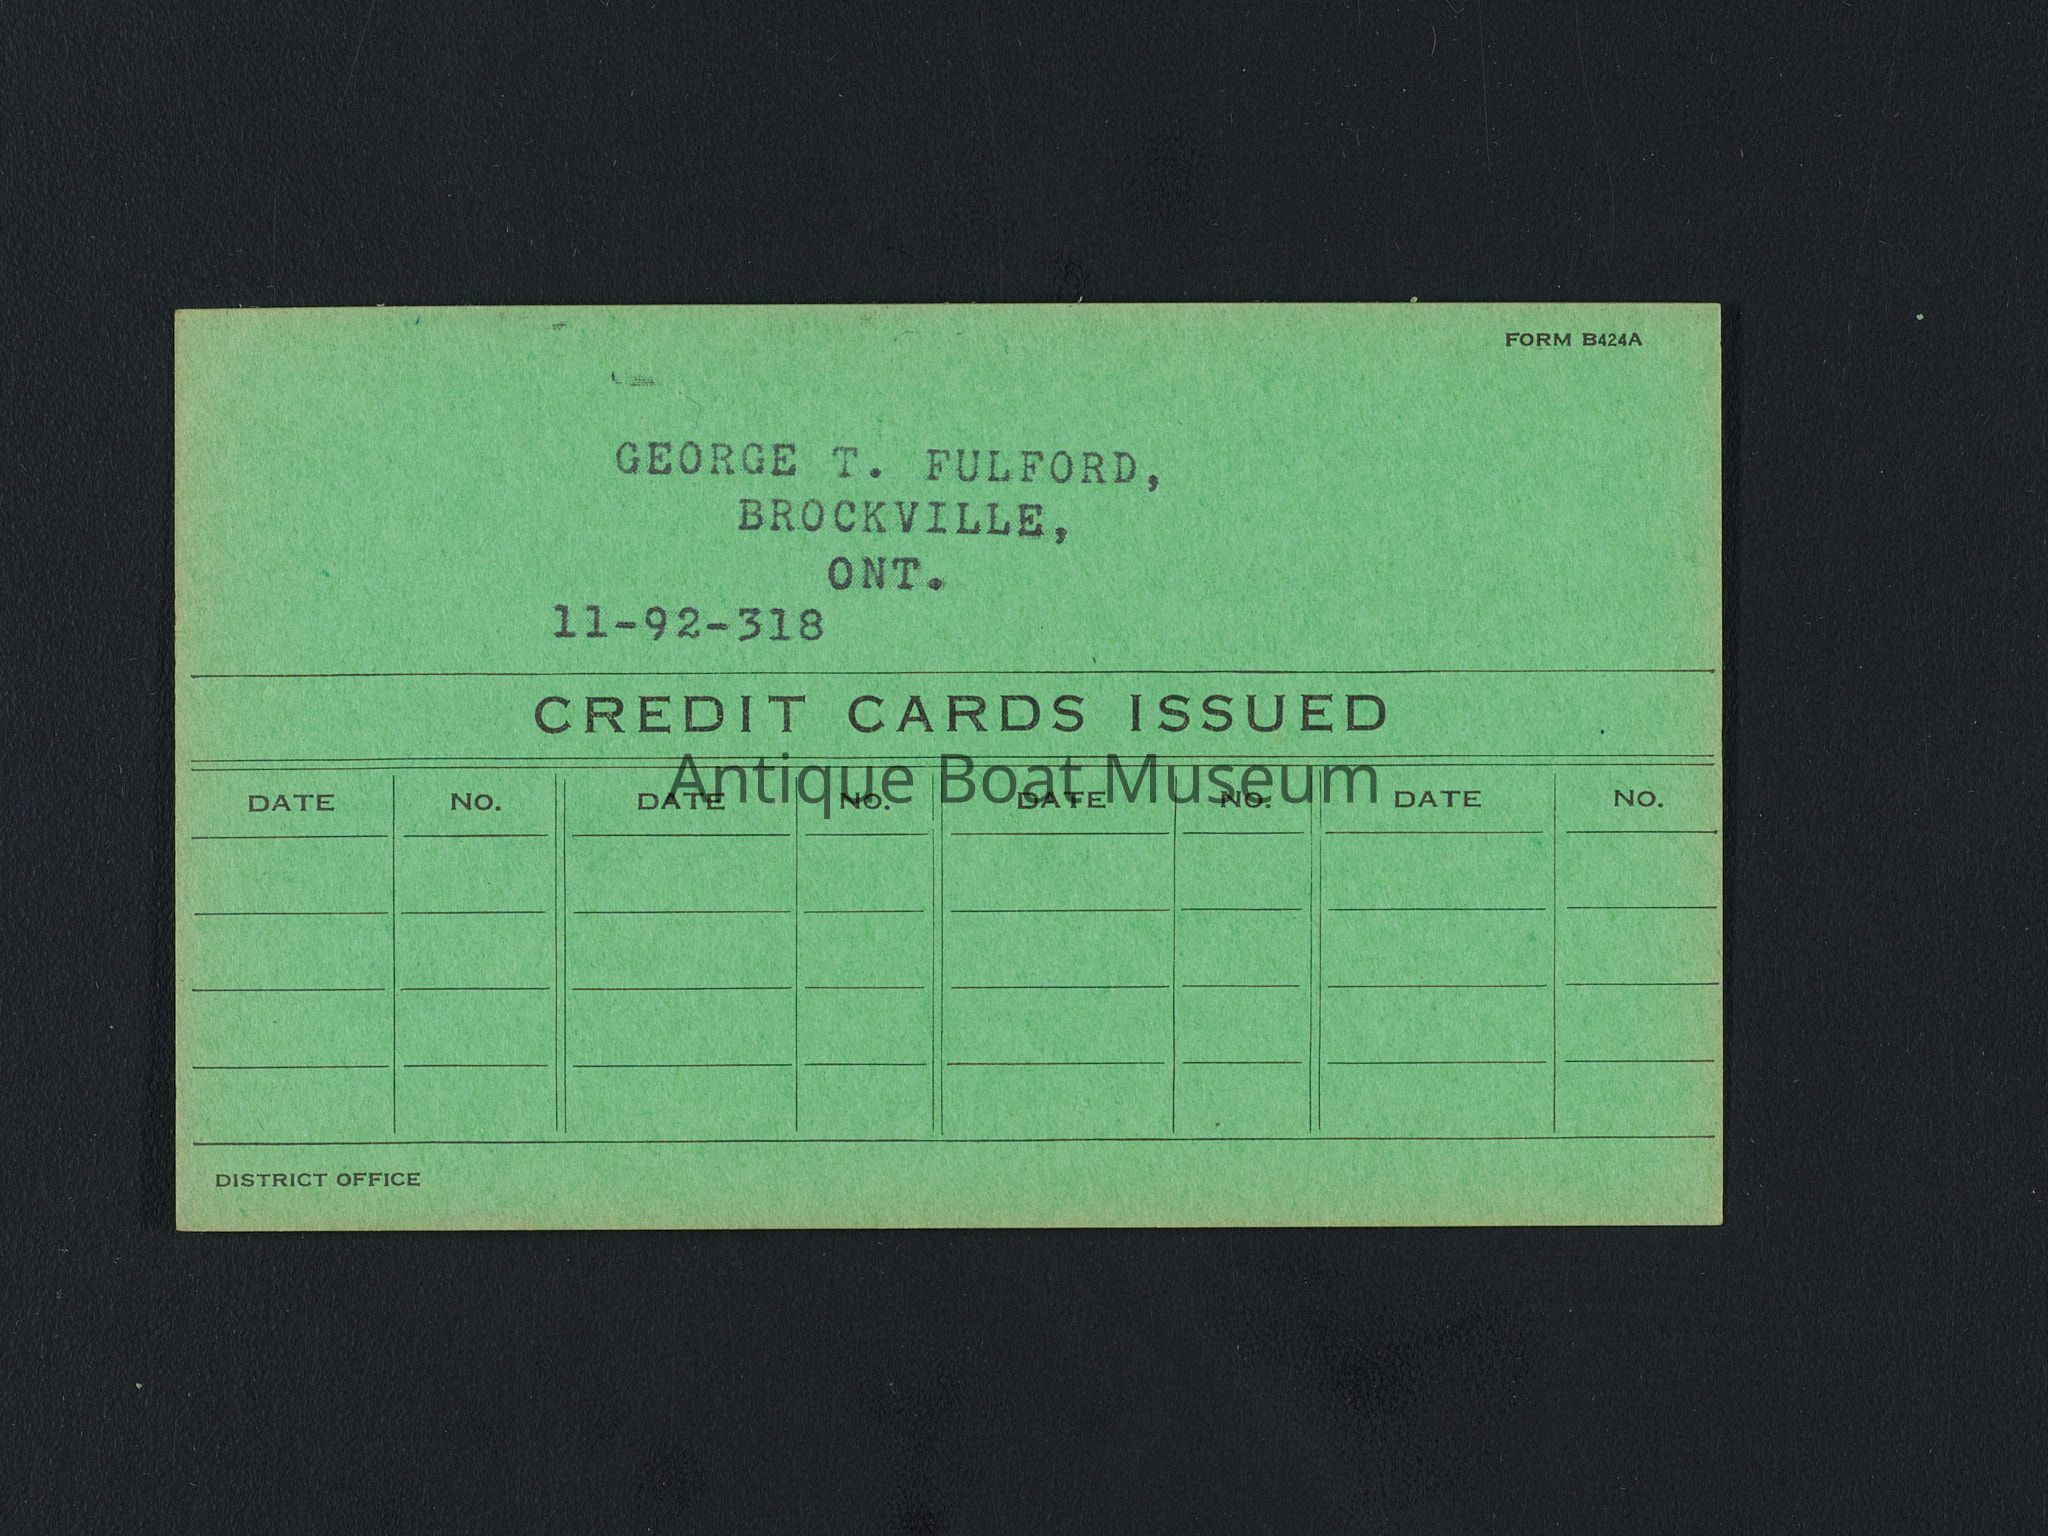 FORM B424A
GEORGE T. FULFORD,
BROCKVILLE,
ONT.
11-92-318
CREDIT CARDS ISSUED
Antique Boat Museum
DATE NO. DATE NO. DATE NO. DATE NO.
DISTRICT OFFICE